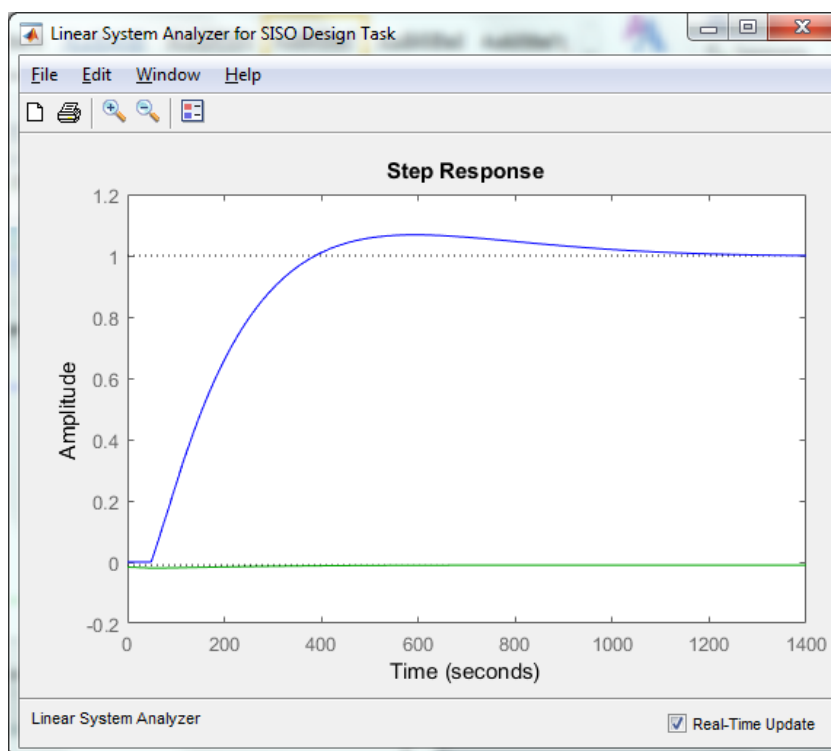 Linear System Analyzer for SISO Design Task
File Edit Window Help
Step Response
1.2
1
0.8
0.6
0.4
0.2
0
-0.2
Amplitude
0 200 400 600 800 1000 1200 1400
Time (seconds)
Linear System Analyzer
Real-Time Update